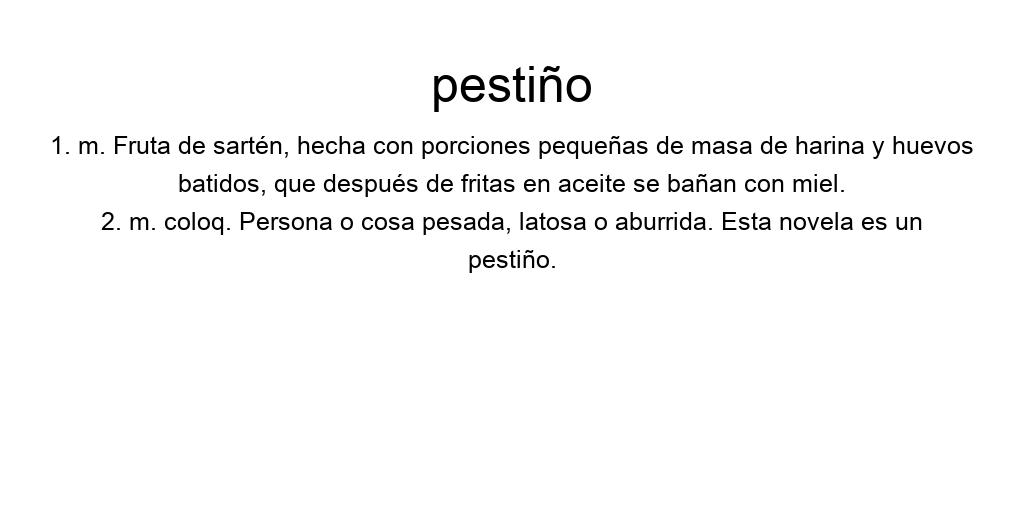 pestiño
1. m. Fruta de sartén, hecha con porciones pequeñas de masa de harina y huevos
batidos, que después de fritas en aceite se bañan con miel.
2. m. coloq. Persona o cosa pesada, latosa o aburrida. Esta novela es un
pestiño.